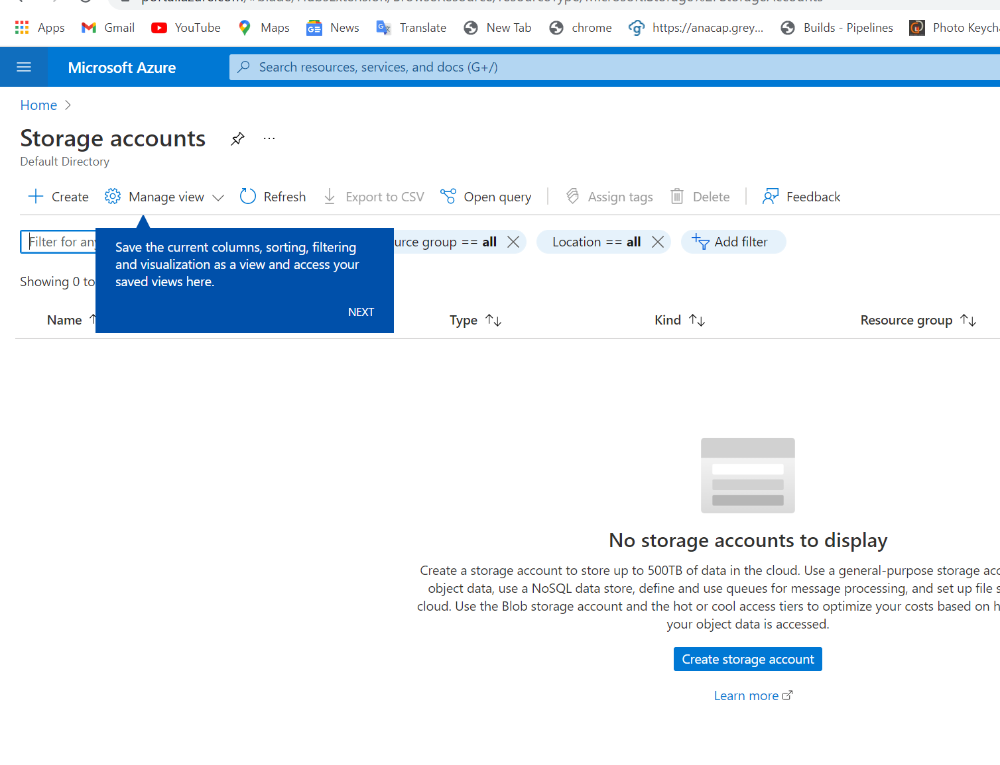 Apps Gmail YouTube Maps News Translate New Tab chrome https://anacap.grey... Builds - Pipelines Photo Keych
Microsoft Azure Search resources, services, and docs (G+/)
Home
Storage accounts ...
Default Directory
Create Manage view Refresh Export to CSV Open query Assign tags Delete Feedback
Filter for any urce group == all Location == all Add filter
Save the current columns, sorting, filtering
and visualization as a view and access your
saved views here.
NEXT
Showing 0 to
Name Type Kind Resource group
No storage accounts to display
Create a storage account to store up to 500TB of data in the cloud. Use a general-purpose storage acc
object data, use a NoSQL data store, define and use queues for message processing, and set up file s
cloud. Use the Blob storage account and the hot or cool access tiers to optimize your costs based on h
your object data is accessed.
Create storage account
Learn more